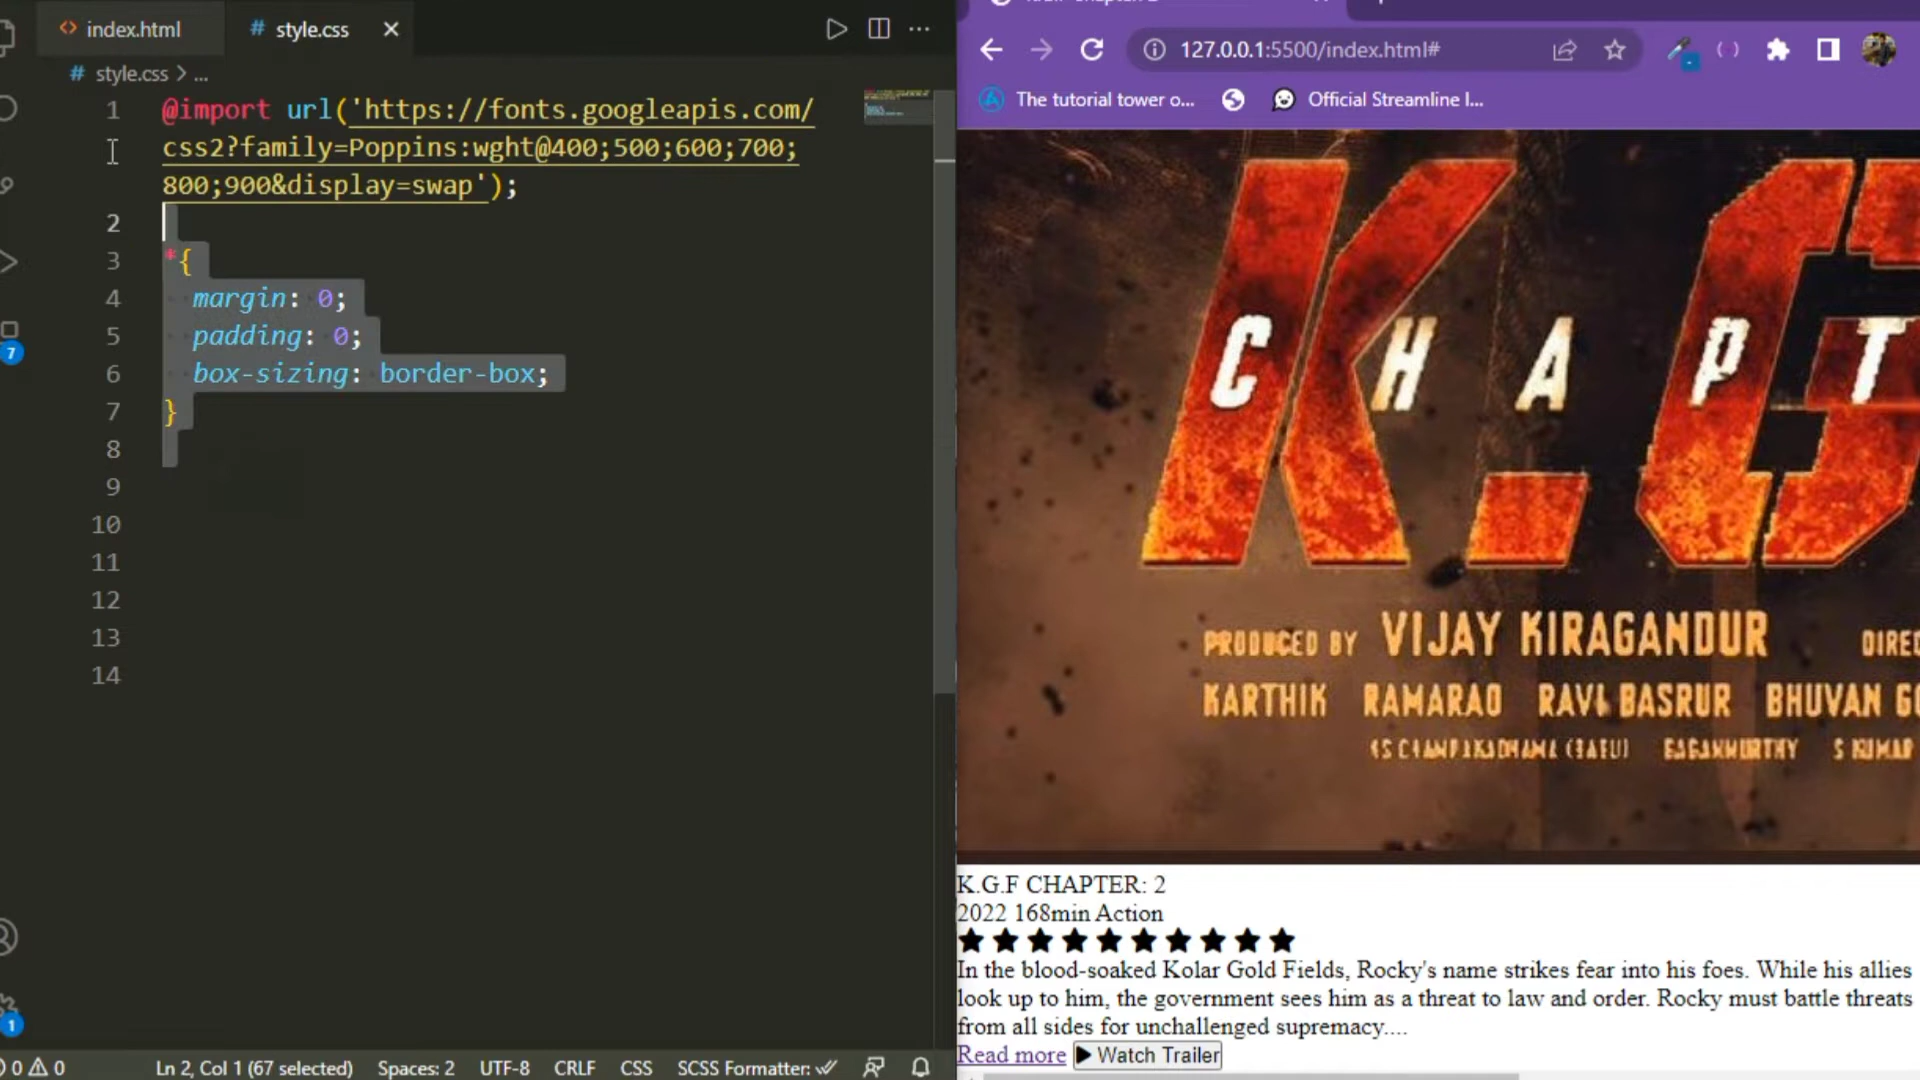 index.html
# style.css
# style.css > ...
1 @import url('https://fonts.googleapis.com/
css2?family=Poppins:wght@400;500;600;700;
800;900&display=swap');
2
3 *{
4 margin: 0;
5 padding: 0;
6 box-sizing: border-box;
7 }
8
9
10
11
12
13
14
7
1
0 0
Ln 2, Col 1 (67 selected)
Spaces: 2
UTF-8
CRLF
CSS
SCSS Formatter:
127.0.0.1:5500/index.html#
The tutorial tower o...
Official Streamline I...
K.G
CHAPT
PRODUCED BY VIJAY KIRAGANDUR
KARTHIK RAMARAO RAVI BASRUR BHUVAN
K.G.F CHAPTER: 2
2022 168min Action
In the blood-soaked Kolar Gold Fields, Rocky's name strikes fear into his foes. While his allies
look up to him, the government sees him as a threat to law and order. Rocky must battle threats
from all sides for unchallenged supremacy....
Read more Watch Trailer